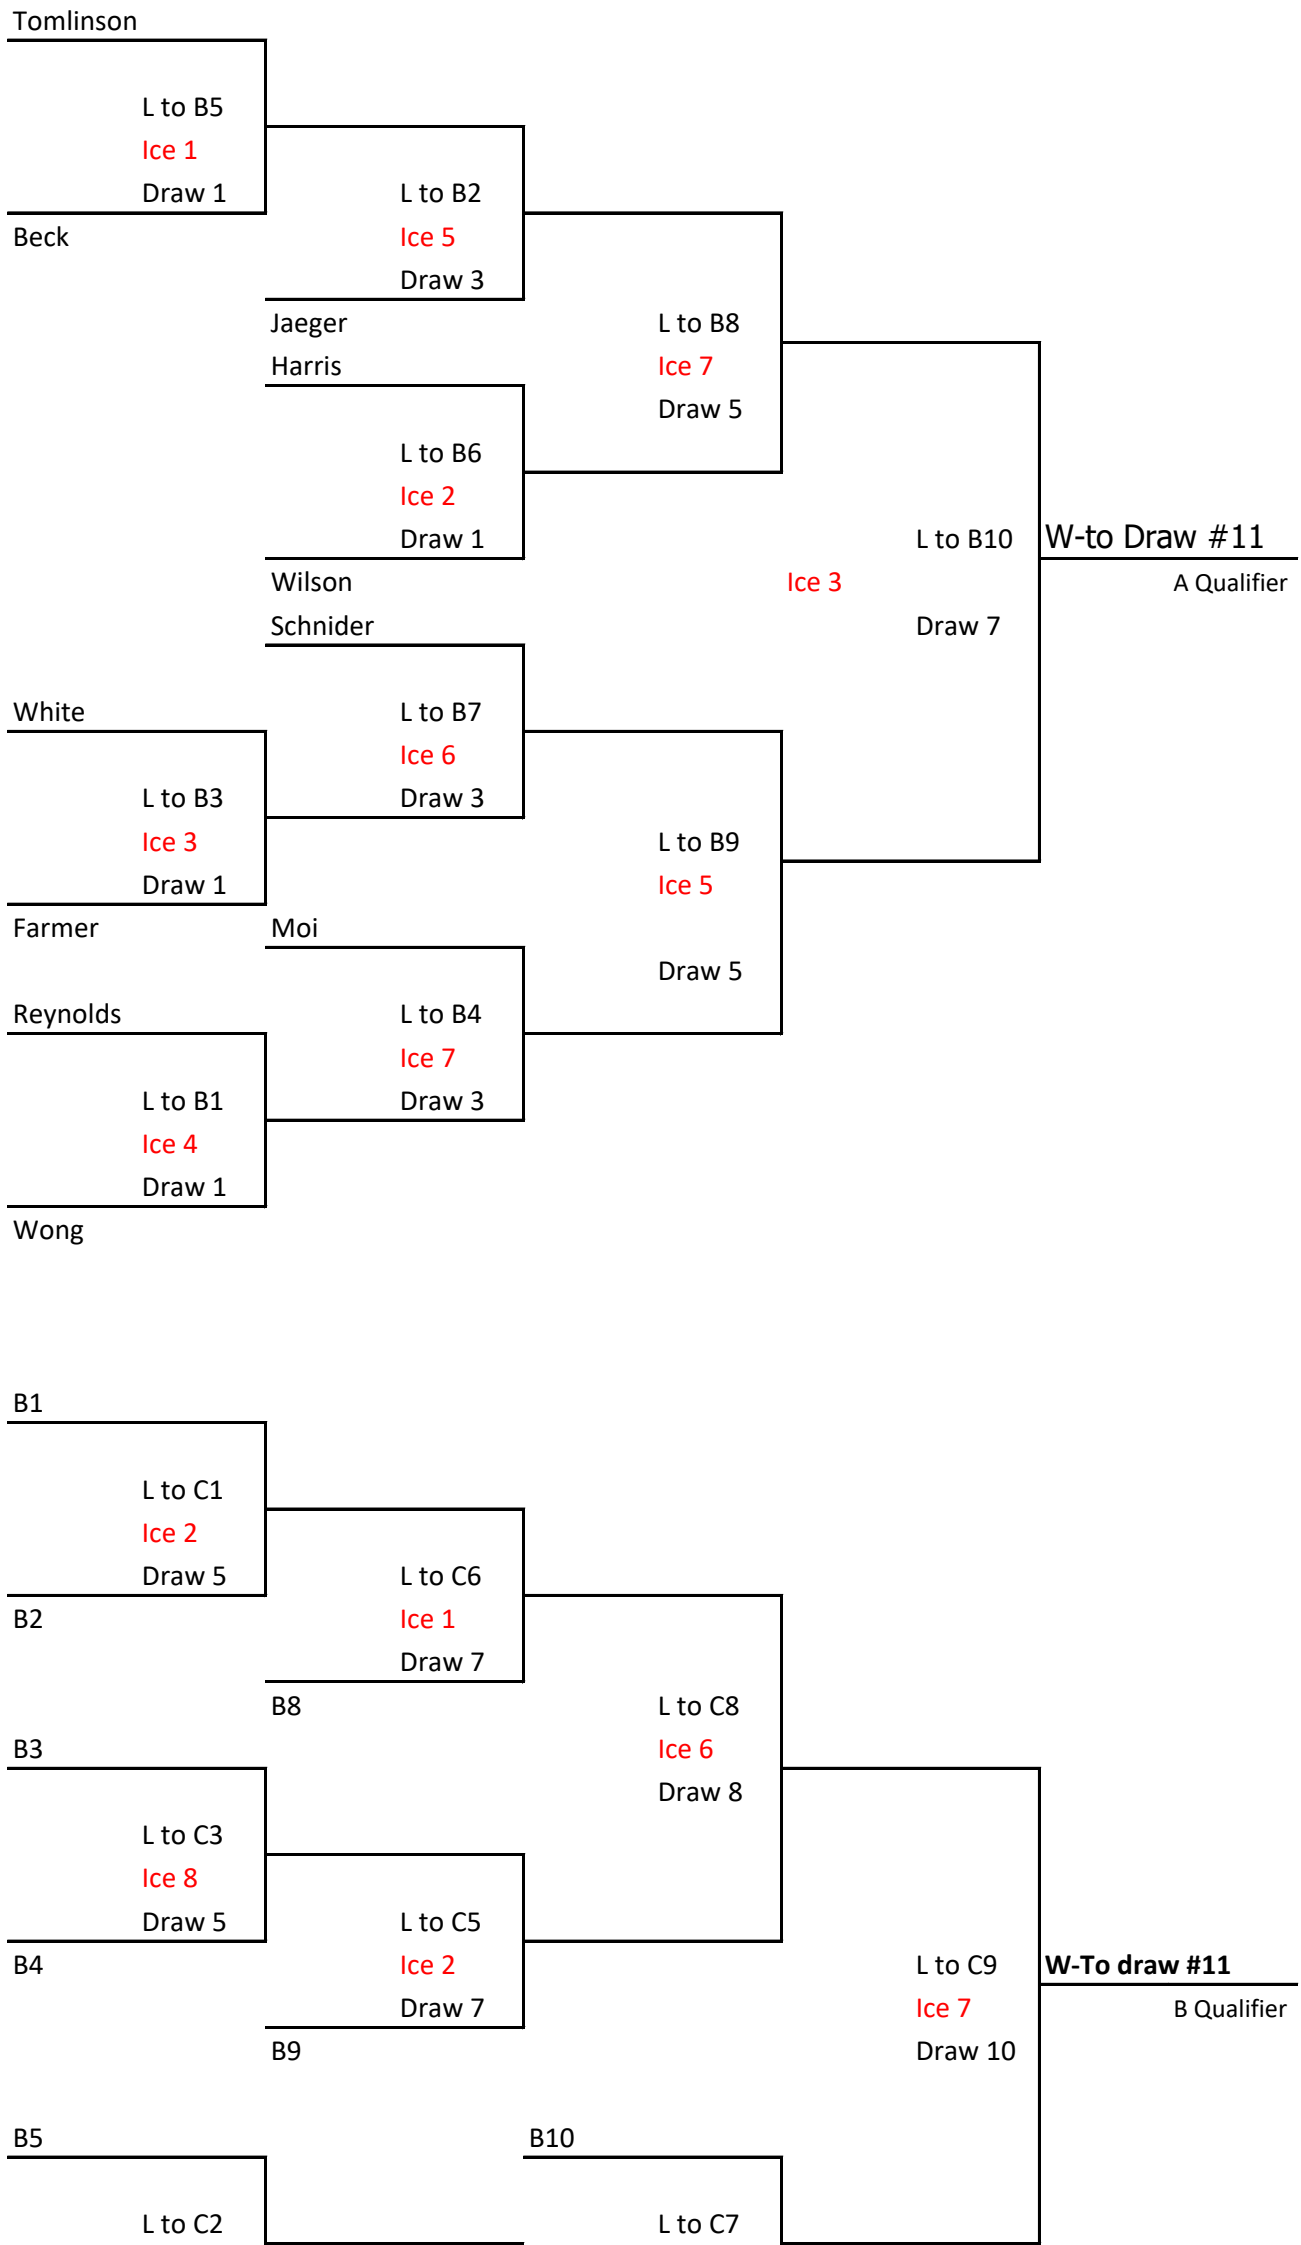 Tomlinson
L to B5
Ice 1
Draw 1
L to B2
Beck
Ice 5
Draw 3
Jaeger
L to B8
Harris
Ice 7
Draw 5
L to B6
Ice 2
Draw 1
L to B10
W-to Draw #11
Wilson
Ice 3
A Qualifier
Schnider
Draw 7
White
L to B7
Ice 6
L to B3
Draw 3
Ice 3
L to B9
Draw 1
Ice 5
Farmer
Moi
Draw 5
Reynolds
L to B4
Ice 7
L to B1
Draw 3
Ice 4
Draw 1
Wong
B1
L to C1
Ice 2
Draw 5
L to C6
B2
Ice 1
Draw 7
B8
L to C8
B3
Ice 6
Draw 8
L to C3
Ice 8
Draw 5
L to C5
B4
Ice 2
L to C9
W-To draw #11
Draw 7
Ice 7
B Qualifier
B9
Draw 10
B5
B10
L to C2
L to C7